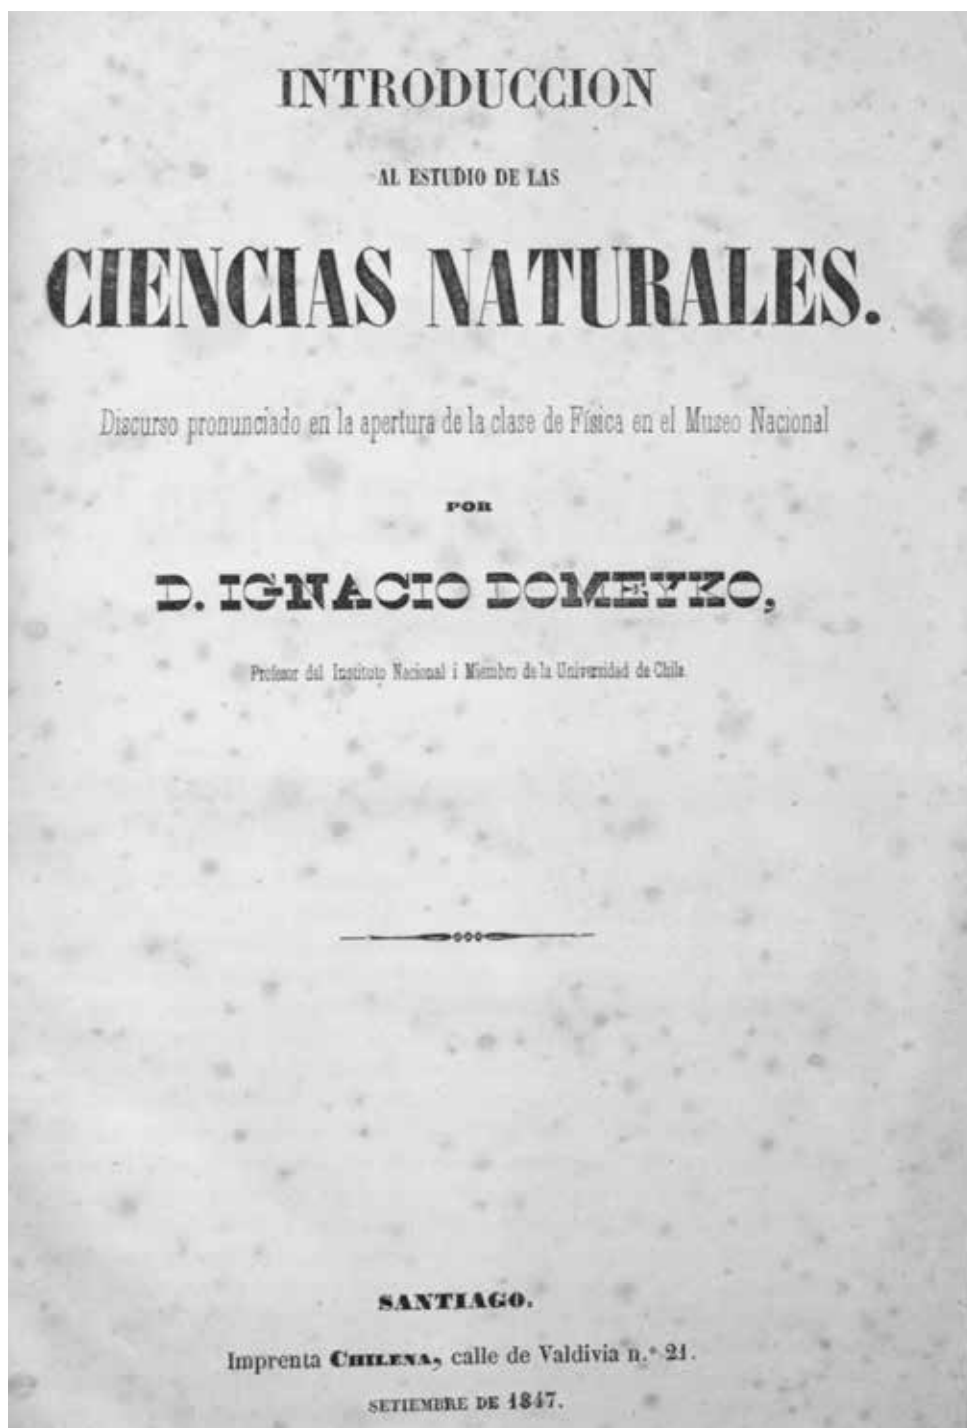 INTRODUCCION
AL ESTUDIO DE LAS
CIENCIAS NATURALES.
Discurso pronunciado en la apertura de la clase de Física en el Museo Nacional
POR
D. IGNACIO DOMEYKO,
Profesor del Instituto Nacional i Miembro de la Universidad de Chile.
SANTIAGO.
Imprenta CHILENA, calle de Valdivia n.º 21.
SETIEMBRE DE 1847.